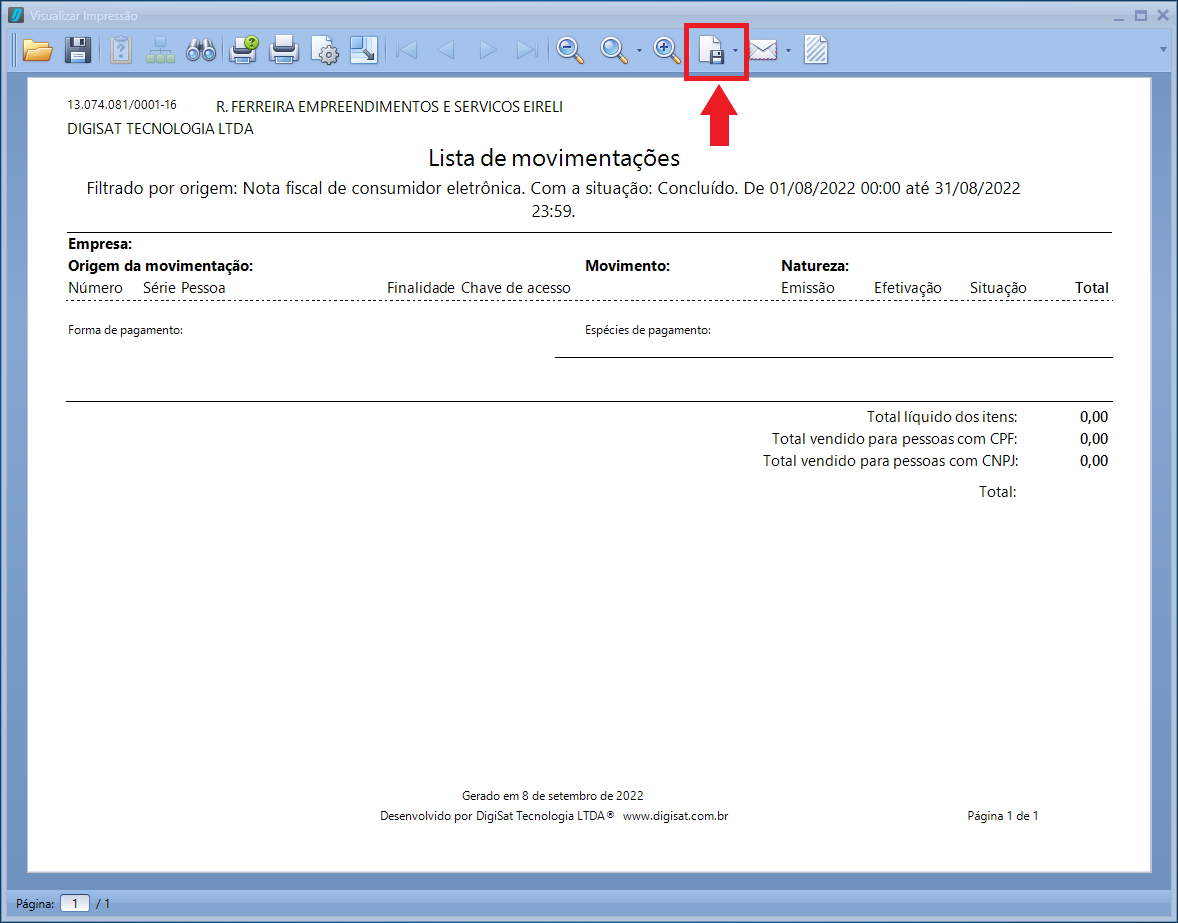 Visualizar Impressão
13.074.081/0001-16 R. FERREIRA EMPREENDIMENTOS E SERVICOS EIRELI
DIGISAT TECNOLOGIA LTDA
Lista de movimentações
Filtrado por origem: Nota fiscal de consumidor eletrônica. Com a situação: Concluído. De 01/08/2022 00:00 até 31/08/2022
23:59.
Empresa:
Origem da movimentação: Movimento: Natureza:
Número Série Pessoa Finalidade Chave de acesso Emissão Efetivação Situação Total
Forma de pagamento: Espécies de pagamento:
Total líquido dos itens: 0,00
Total vendido para pessoas com CPF: 0,00
Total vendido para pessoas com CNPJ: 0,00
Total:
Gerado em 8 de setembro de 2022
Desenvolvido por DigiSat Tecnologia LTDA® www.digisat.com.br Página 1 de 1
Página: 1 / 1